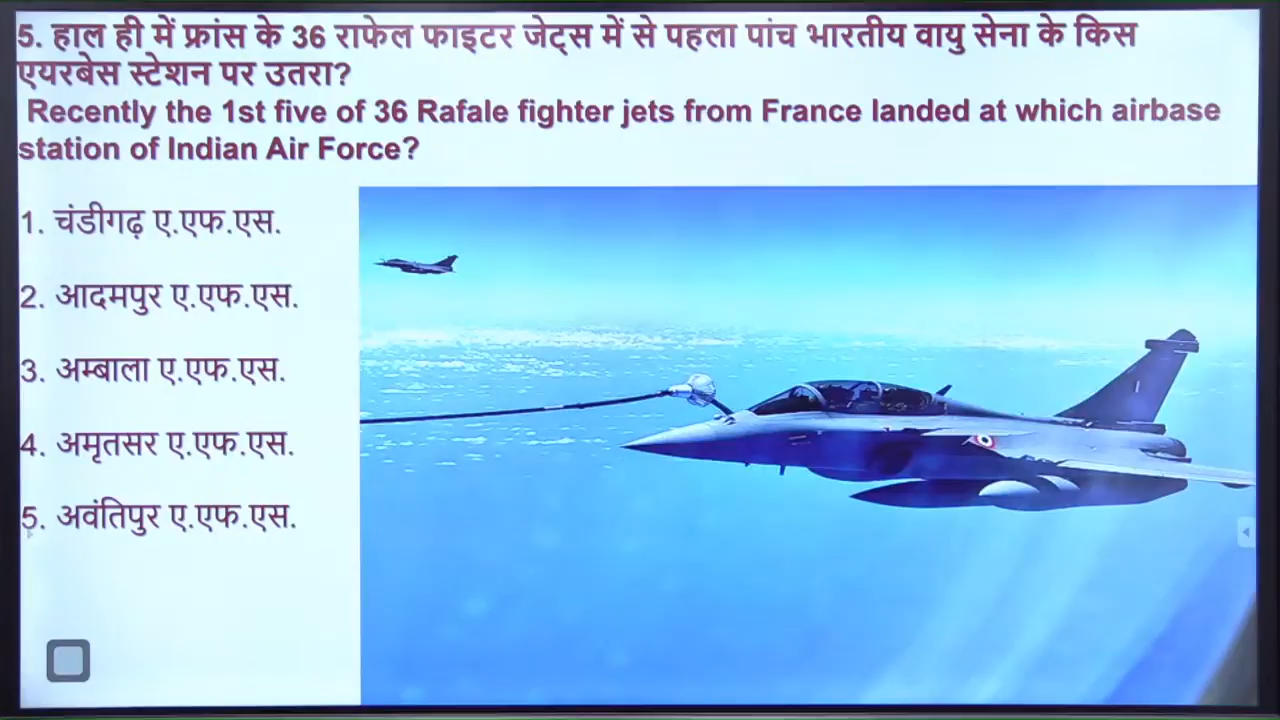 5. हाल ही में फ्रांस के 36 राफेल फाइटर जेट्स में से पहला पांच भारतीय वायु सेना के किस
एयरबेस स्टेशन पर उतरा?
Recently the 1st five of 36 Rafale fighter jets from France landed at which airbase
station of Indian Air Force?
1. चंडीगढ़ ए.एफ.एस.
2. आदमपुर ए.एफ.एस.
3. अम्बाला ए.एफ.एस.
4. अमृतसर ए.एफ.एस.
5. अवंतिपुर ए.एफ.एस.